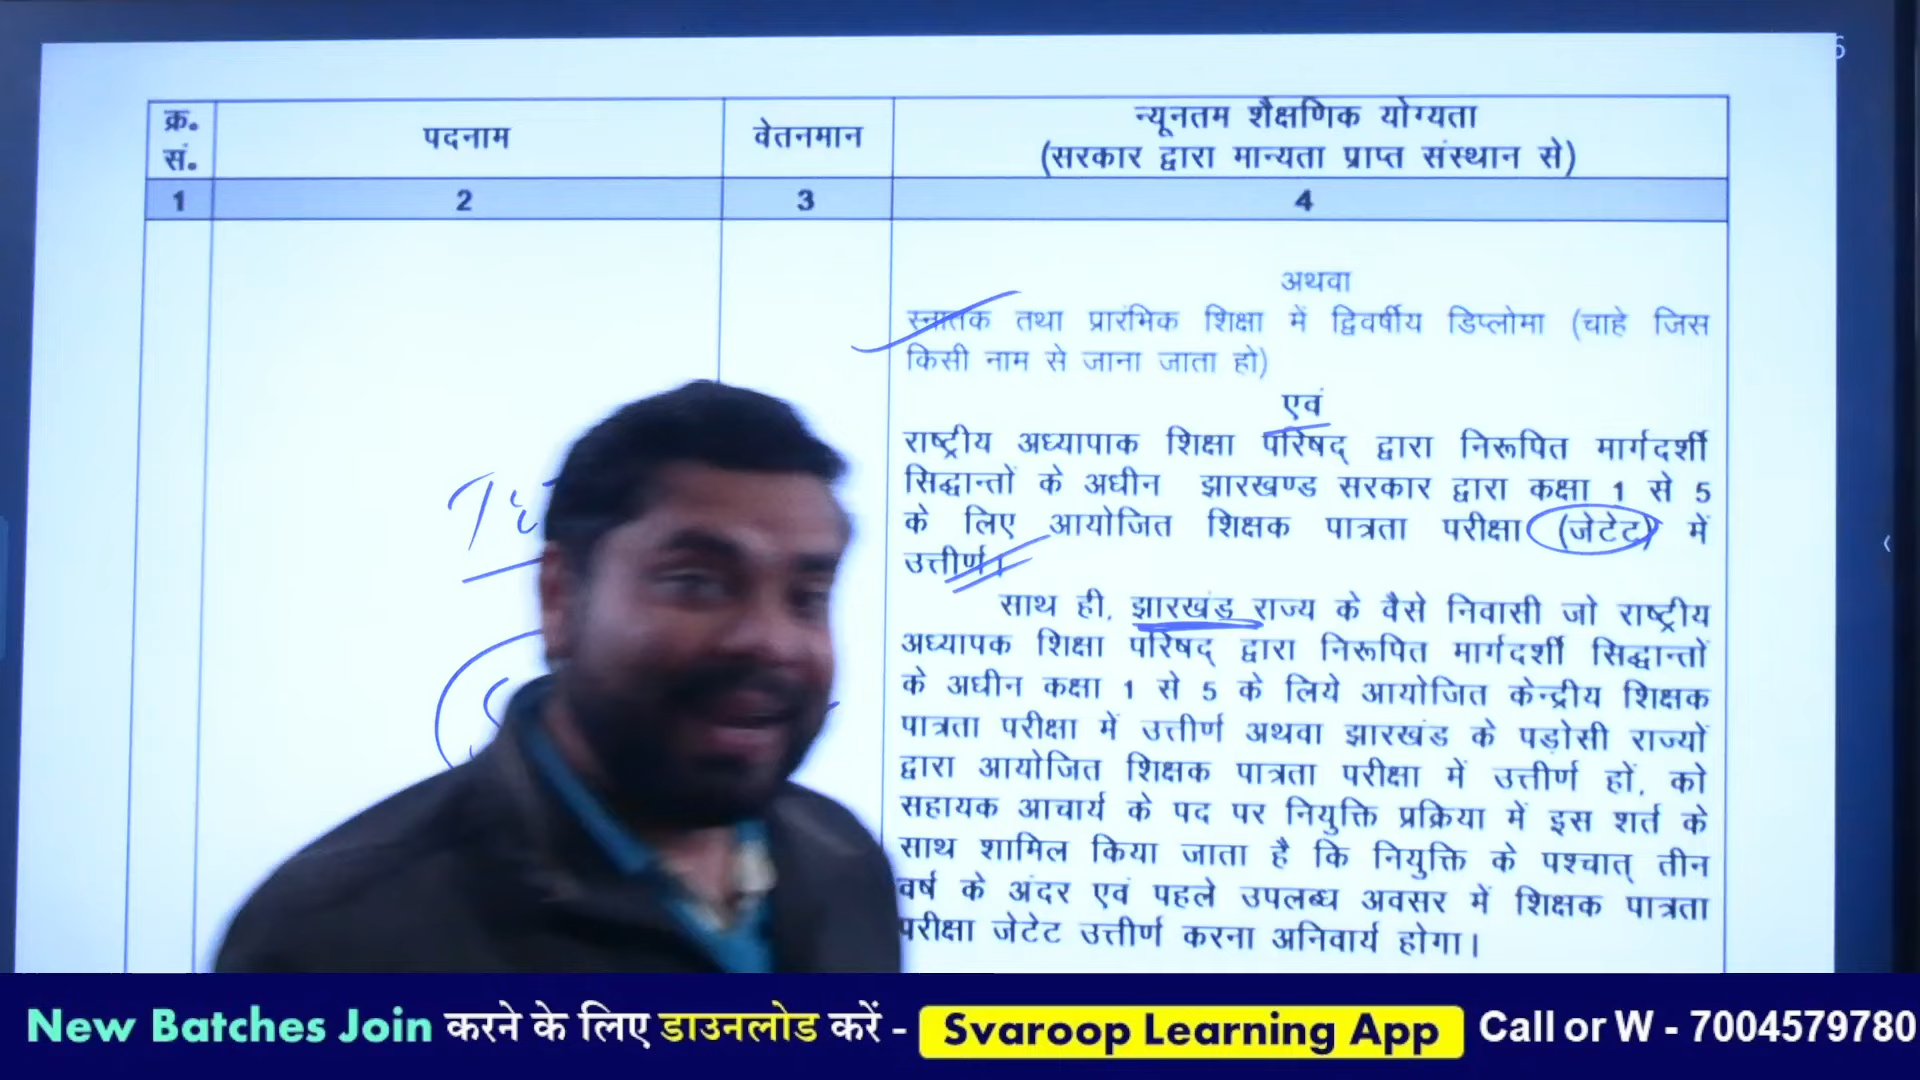 6
क्र. सं.
पदनाम
वेतनमान
न्यूनतम शैक्षणिक योग्यता
(सरकार द्वारा मान्यता प्राप्त संस्थान से)
1 2 3 4
अथवा
स्नातक तथा प्रारंभिक शिक्षा में द्विवर्षीय डिप्लोमा (चाहे जिस
किसी नाम से जाना जाता हो)
एवं
राष्ट्रीय अध्यापाक शिक्षा परिषद् द्वारा निरूपित मार्गदर्शी
सिद्धान्तों के अधीन झारखण्ड सरकार द्वारा कक्षा 1 से 5
के लिए आयोजित शिक्षक पात्रता परीक्षा (जेटेट) में
उत्तीर्ण।
साथ ही, झारखंड राज्य के वैसे निवासी जो राष्ट्रीय
अध्यापक शिक्षा परिषद् द्वारा निरूपित मार्गदर्शी सिद्धान्तों
के अधीन कक्षा 1 से 5 के लिये आयोजित केन्द्रीय शिक्षक
पात्रता परीक्षा में उत्तीर्ण अथवा झारखंड के पड़ोसी राज्यों
द्वारा आयोजित शिक्षक पात्रता परीक्षा में उत्तीर्ण हों, को
सहायक आचार्य के पद पर नियुक्ति प्रक्रिया में इस शर्त के
साथ शामिल किया जाता है कि नियुक्ति के पश्चात् तीन
वर्ष के अंदर एवं पहले उपलब्ध अवसर में शिक्षक पात्रता
परीक्षा जेटेट उत्तीर्ण करना अनिवार्य होगा।
New Batches Join करने के लिए डाउनलोड करें - Svaroop Learning App Call or W - 7004579780